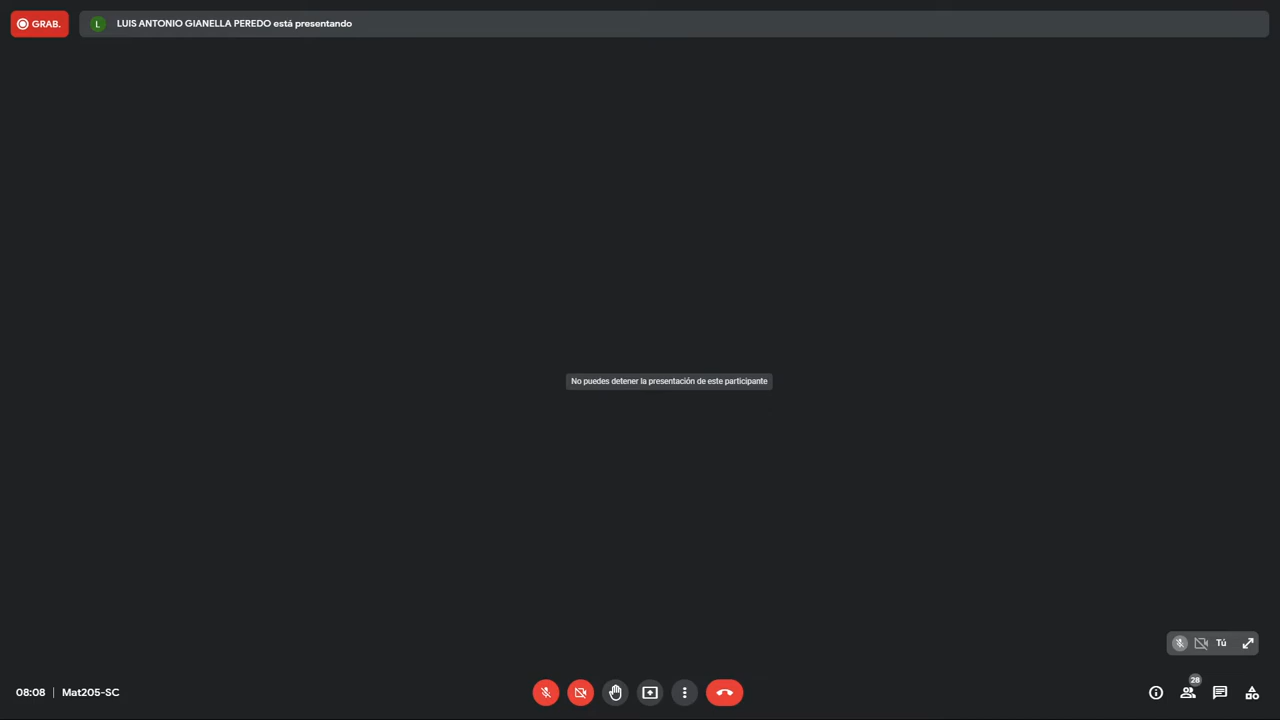 GRAB.
L
LUIS ANTONIO GIANELLA PEREDO está presentando
No puedes detener la presentación de este participante
Tú
08:08 | Mat205-SC
28